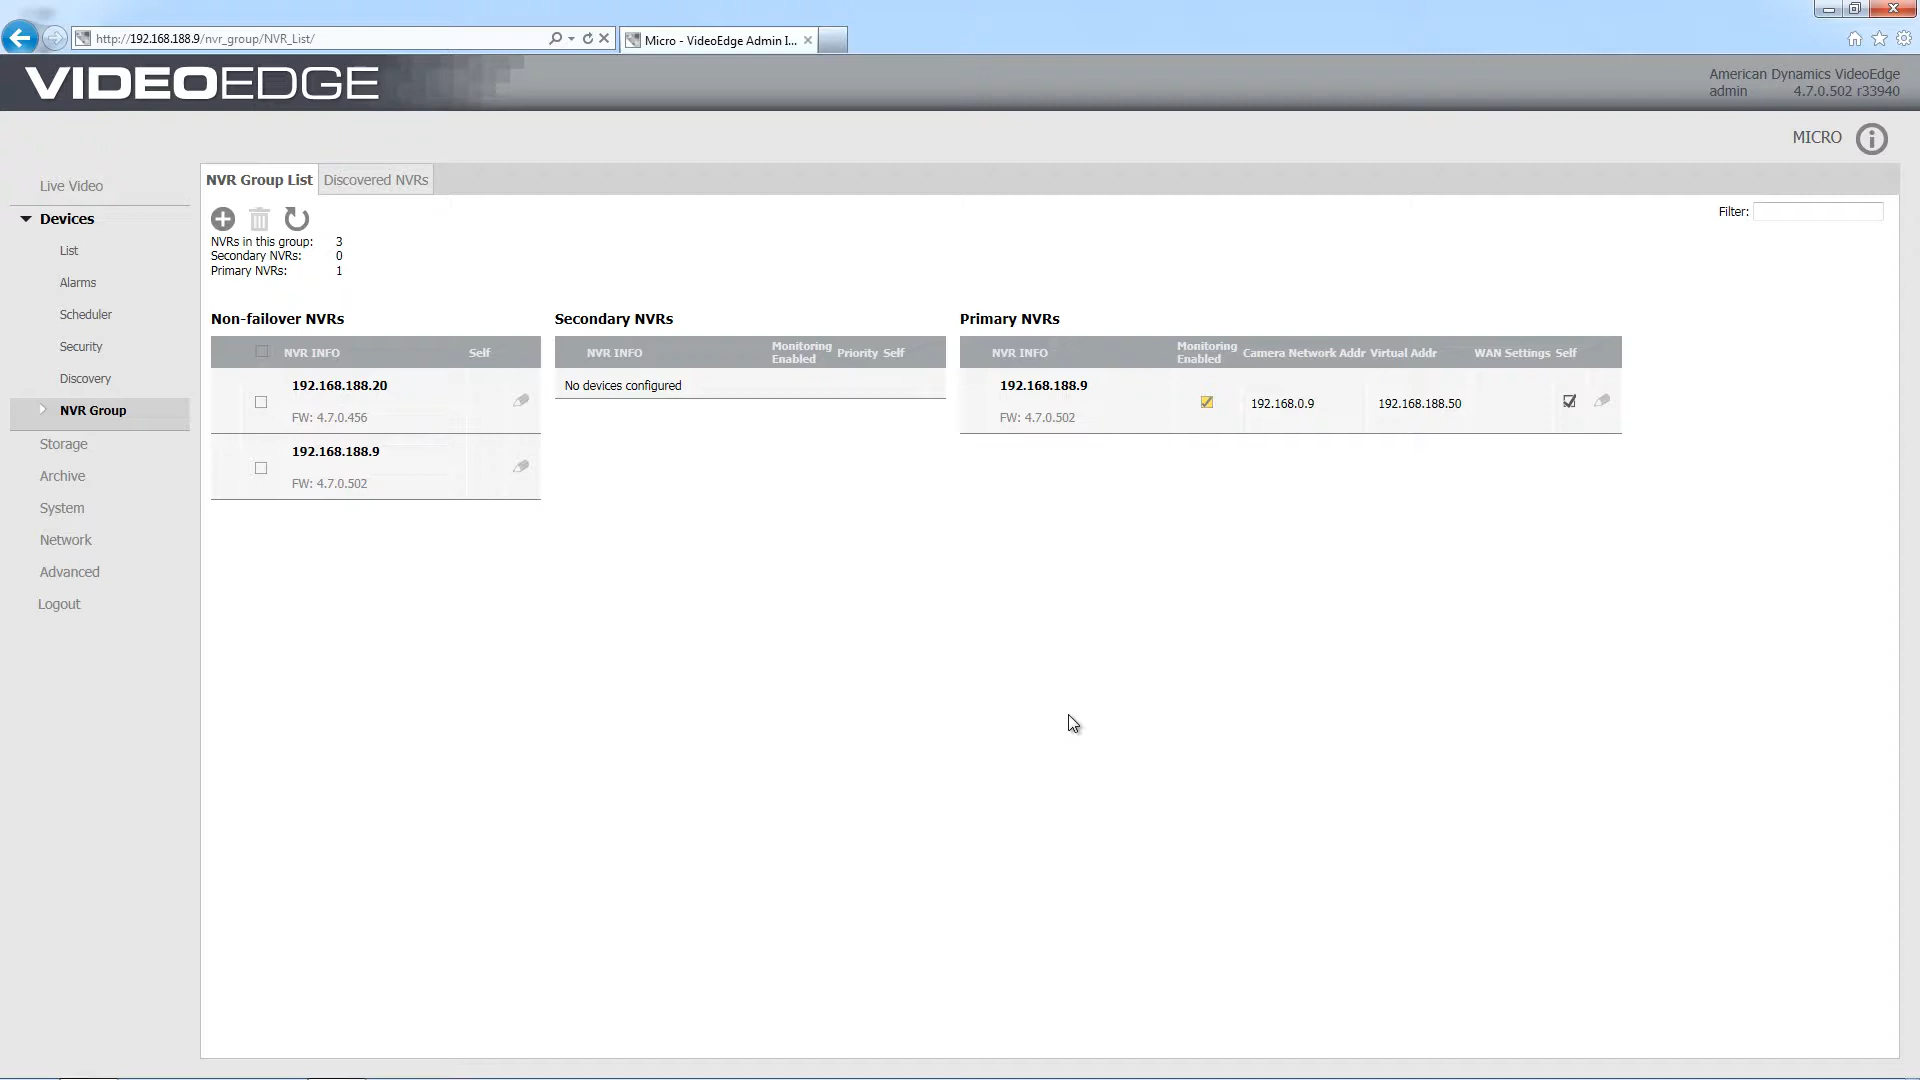 http://192.168.188.9/nvr_group/NVR_List/
Micro - VideoEdge Admin I...
VIDEOEDGE
American Dynamics VideoEdge
admin 4.7.0.502 r33940
MICRO
Live Video
Devices
List
Alarms
Scheduler
Security
Discovery
NVR Group
Storage
Archive
System
Network
Advanced
Logout
NVR Group List
Discovered NVRs
Filter:
NVRs in this group: 3
Secondary NVRs: 0
Primary NVRs: 1
Non-failover NVRs
NVR INFO Self
192.168.188.20
FW: 4.7.0.456
192.168.188.9
FW: 4.7.0.502
Secondary NVRs
NVR INFO Monitoring Enabled Priority Self
No devices configured
Primary NVRs
NVR INFO Monitoring Enabled Camera Network Addr Virtual Addr WAN Settings Self
192.168.188.9
FW: 4.7.0.502
192.168.0.9
192.168.188.50